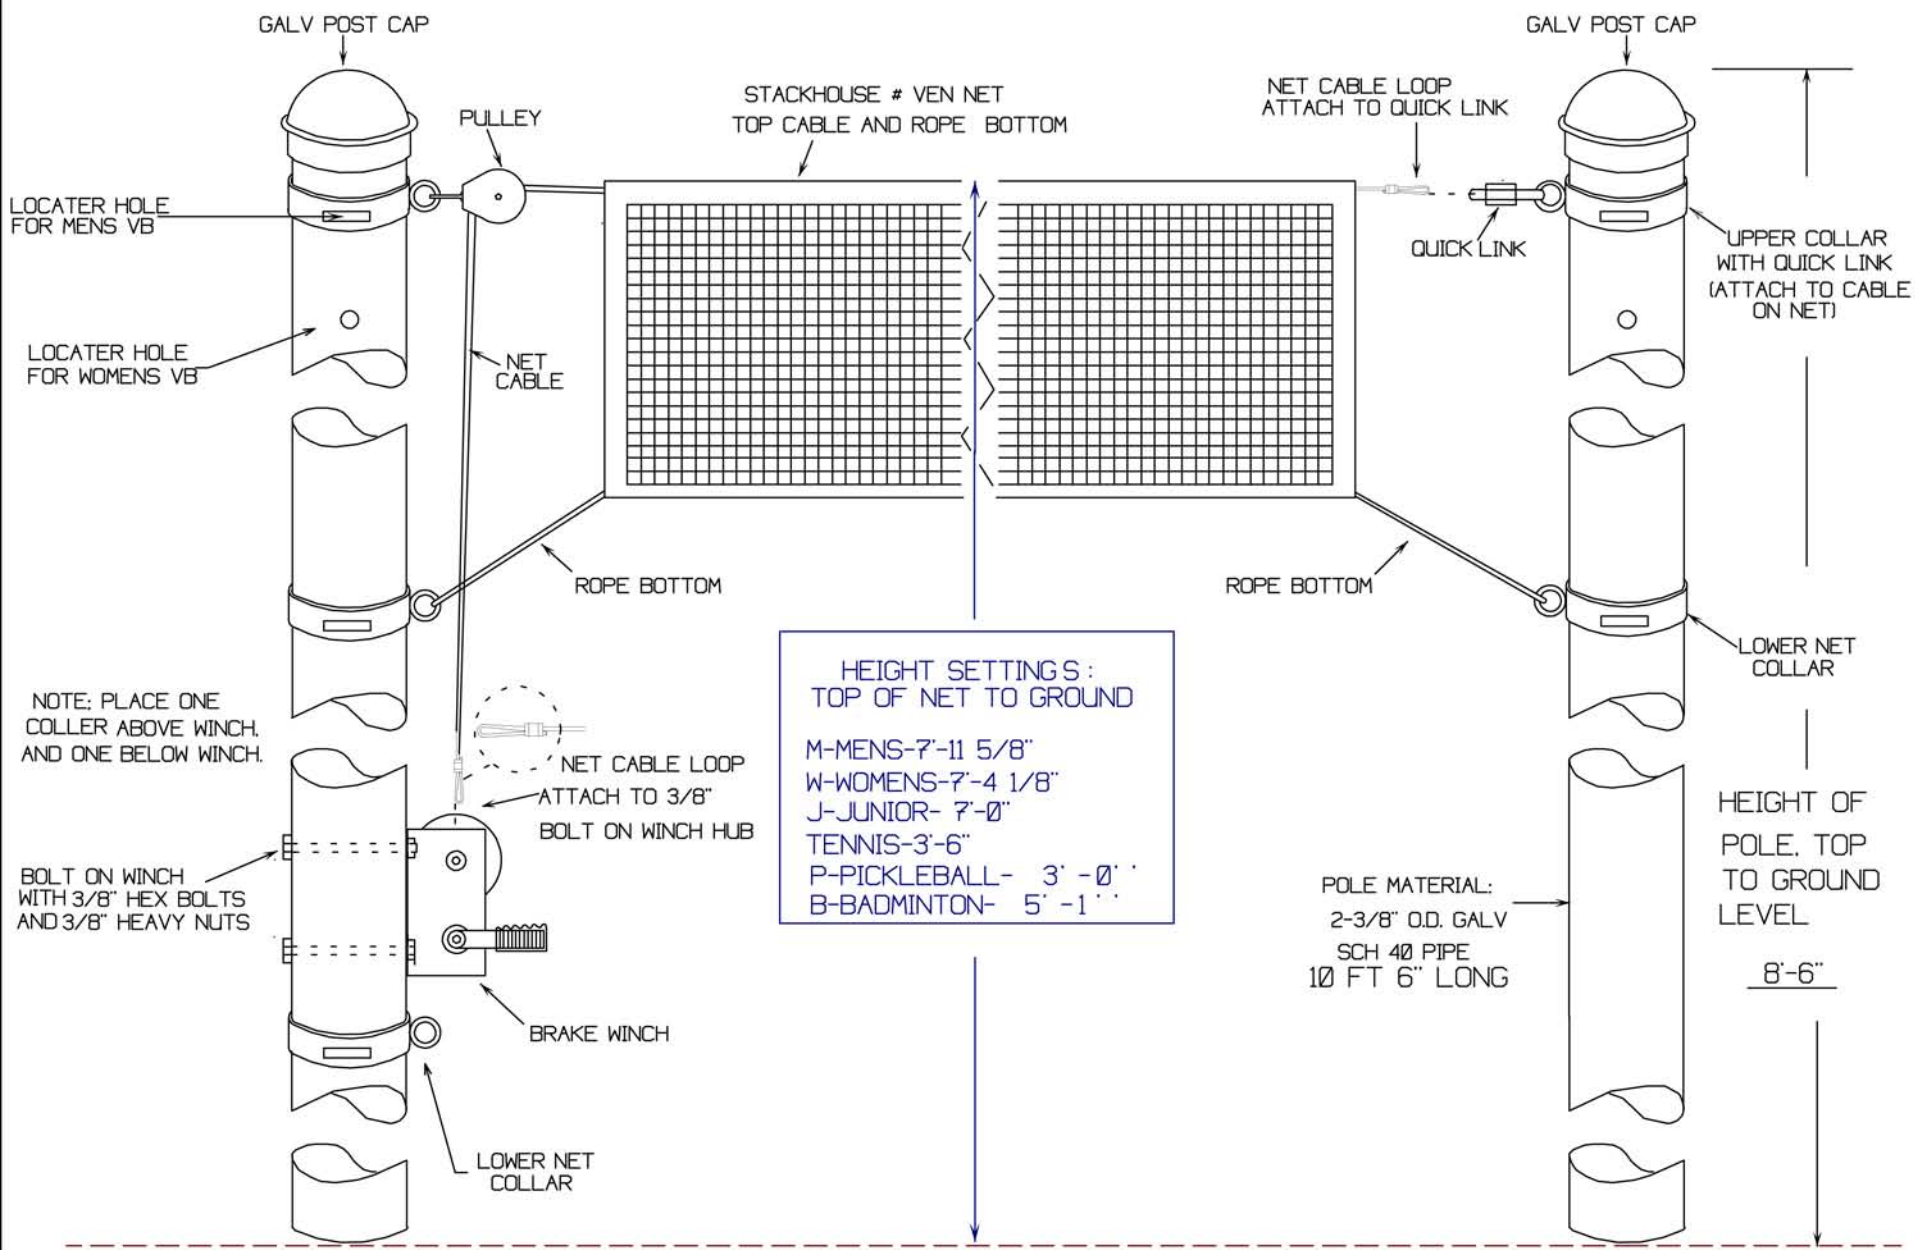 GALV POST CAP
GALV POST CAP
STACKHOUSE # VEN NET
TOP CABLE AND ROPE BOTTOM
NET CABLE LOOP
ATTACH TO QUICK LINK
PULLEY
LOCATER HOLE
FOR MENS VB
QUICK LINK
UPPER COLLAR
WITH QUICK LINK
(ATTACH TO CABLE
ON NET)
LOCATER HOLE
FOR WOMENS VB
NET
CABLE
ROPE BOTTOM
ROPE BOTTOM
LOWER NET
COLLAR
NOTE: PLACE ONE
COLLER ABOVE WINCH.
AND ONE BELOW WINCH.
NET CABLE LOOP
ATTACH TO 3/8"
BOLT ON WINCH HUB
HEIGHT SETTINGS:
TOP OF NET TO GROUND
M-MENS-7'-11 5/8"
W-WOMENS-7'-4 1/8"
J-JUNIOR- 7'-0"
TENNIS-3'-6"
P-PICKLEBALL- 3' -0' '
B-BADMINTON- 5' -1' '
BOLT ON WINCH
WITH 3/8" HEX BOLTS
AND 3/8" HEAVY NUTS
POLE MATERIAL:
2-3/8" O.D. GALV
SCH 40 PIPE
10 FT 6" LONG
HEIGHT OF
POLE. TOP
TO GROUND
LEVEL
8'-6"
BRAKE WINCH
LOWER NET
COLLAR